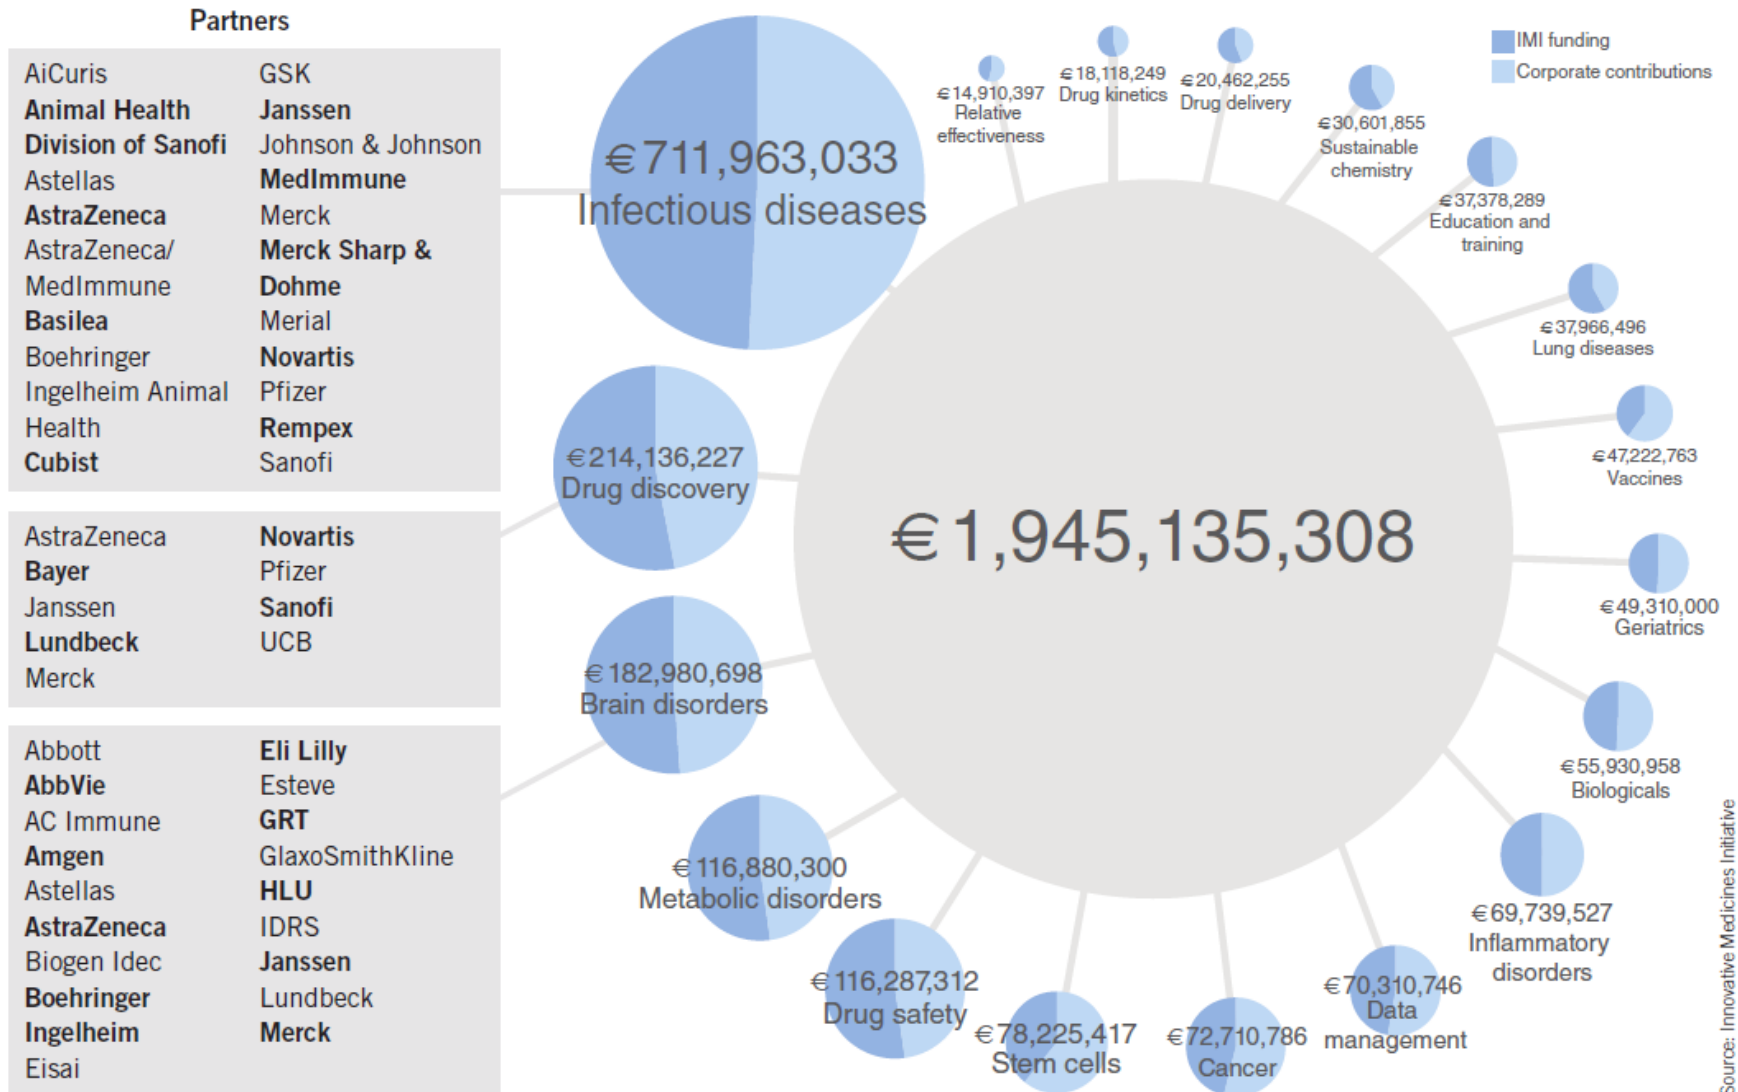 Partners
AiCuris
Animal Health
Division of Sanofi
Astellas
AstraZeneca
AstraZeneca/
MedImmune
Basilea
Boehringer
Ingelheim Animal
Health
Cubist
GSK
Janssen
Johnson & Johnson
MedImmune
Merck
Merck Sharp &
Dohme
Merial
Novartis
Pfizer
Rempex
Sanofi
AstraZeneca
Bayer
Janssen
Lundbeck
Merck
Novartis
Pfizer
Sanofi
UCB
Abbott
AbbVie
AC Immune
Amgen
Astellas
AstraZeneca
Biogen Idec
Boehringer
Ingelheim
Eisai
Eli Lilly
Esteve
GRT
GlaxoSmithKline
HLU
IDRS
Janssen
Lundbeck
Merck
€711,963,033
Infectious diseases
€214,136,227
Drug discovery
€182,980,698
Brain disorders
€116,880,300
Metabolic disorders
€116,287,312
Drug safety
€78,225,417
Stem cells
€72,710,786
Cancer
€70,310,746
Data
management
€69,739,527
Inflammatory
disorders
€55,930,958
Biologicals
€49,310,000
Geriatrics
€47,222,763
Vaccines
€37,966,496
Lung diseases
€37,378,289
Education and
training
€30,601,855
Sustainable
chemistry
€20,462,255
Drug delivery
€18,118,249
Drug kinetics
€14,910,397
Relative
effectiveness
€1,945,135,308
IMI funding
Corporate contributions
Source: Innovative Medicines Initiative